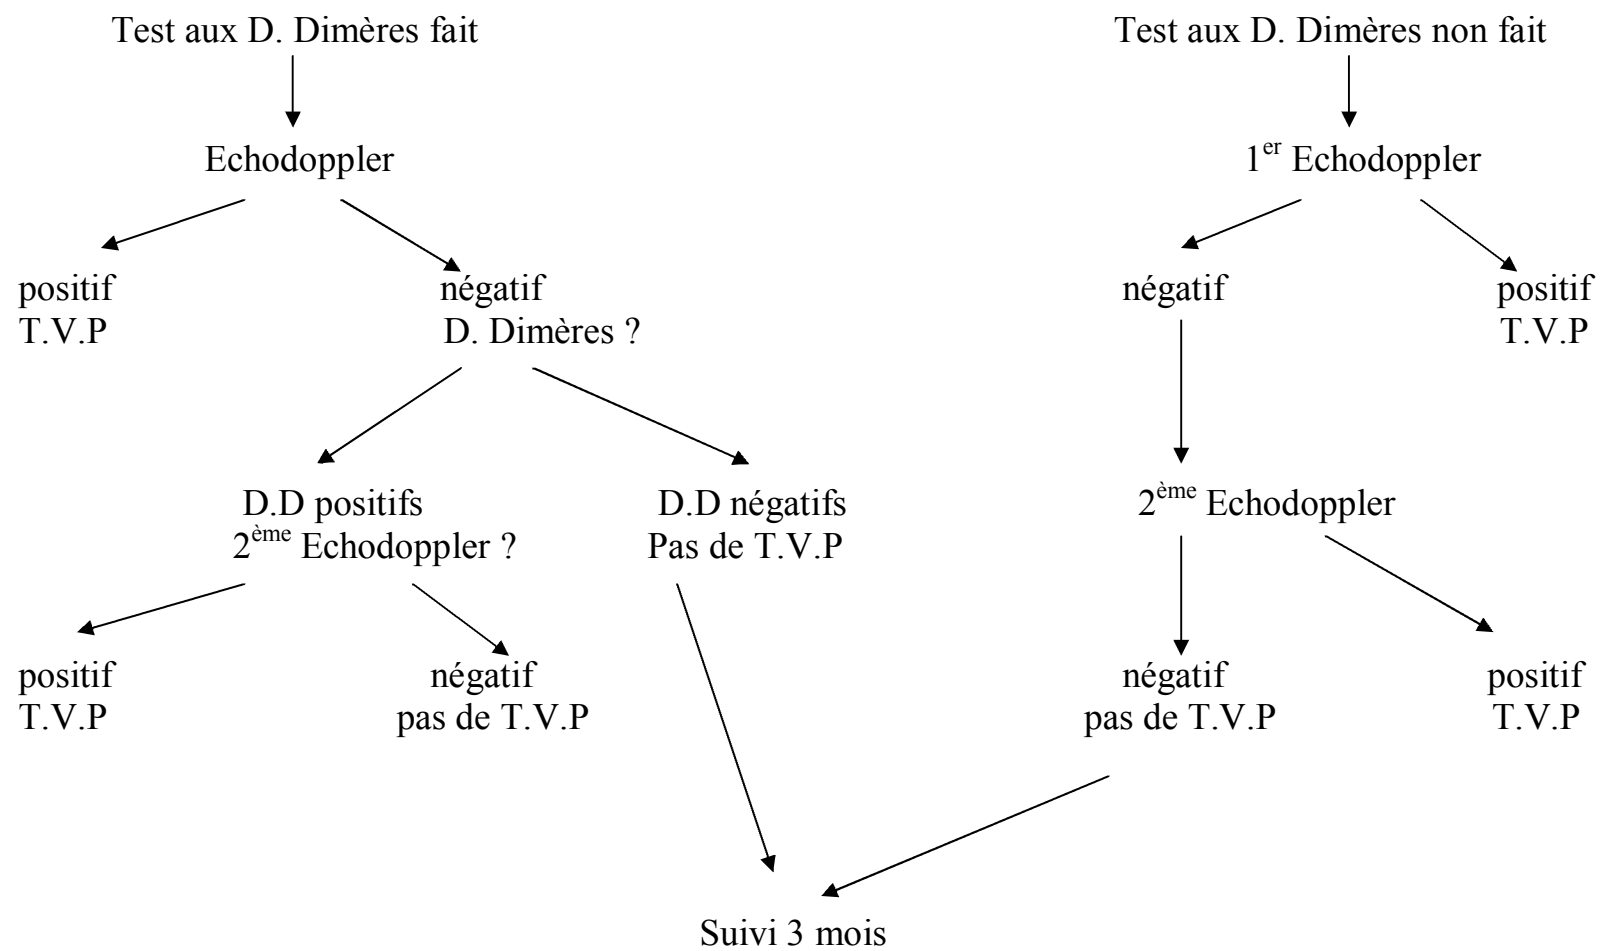 Test aux D. Dimères fait
Test aux D. Dimères non fait
Echodoppler
1er Echodoppler
positif
T.V.P
négatif
D. Dimères ?
négatif
positif
T.V.P
D.D positifs
2ème Echodoppler ?
D.D négatifs
Pas de T.V.P
2ème Echodoppler
positif
T.V.P
négatif
pas de T.V.P
négatif
pas de T.V.P
positif
T.V.P
Suivi 3 mois